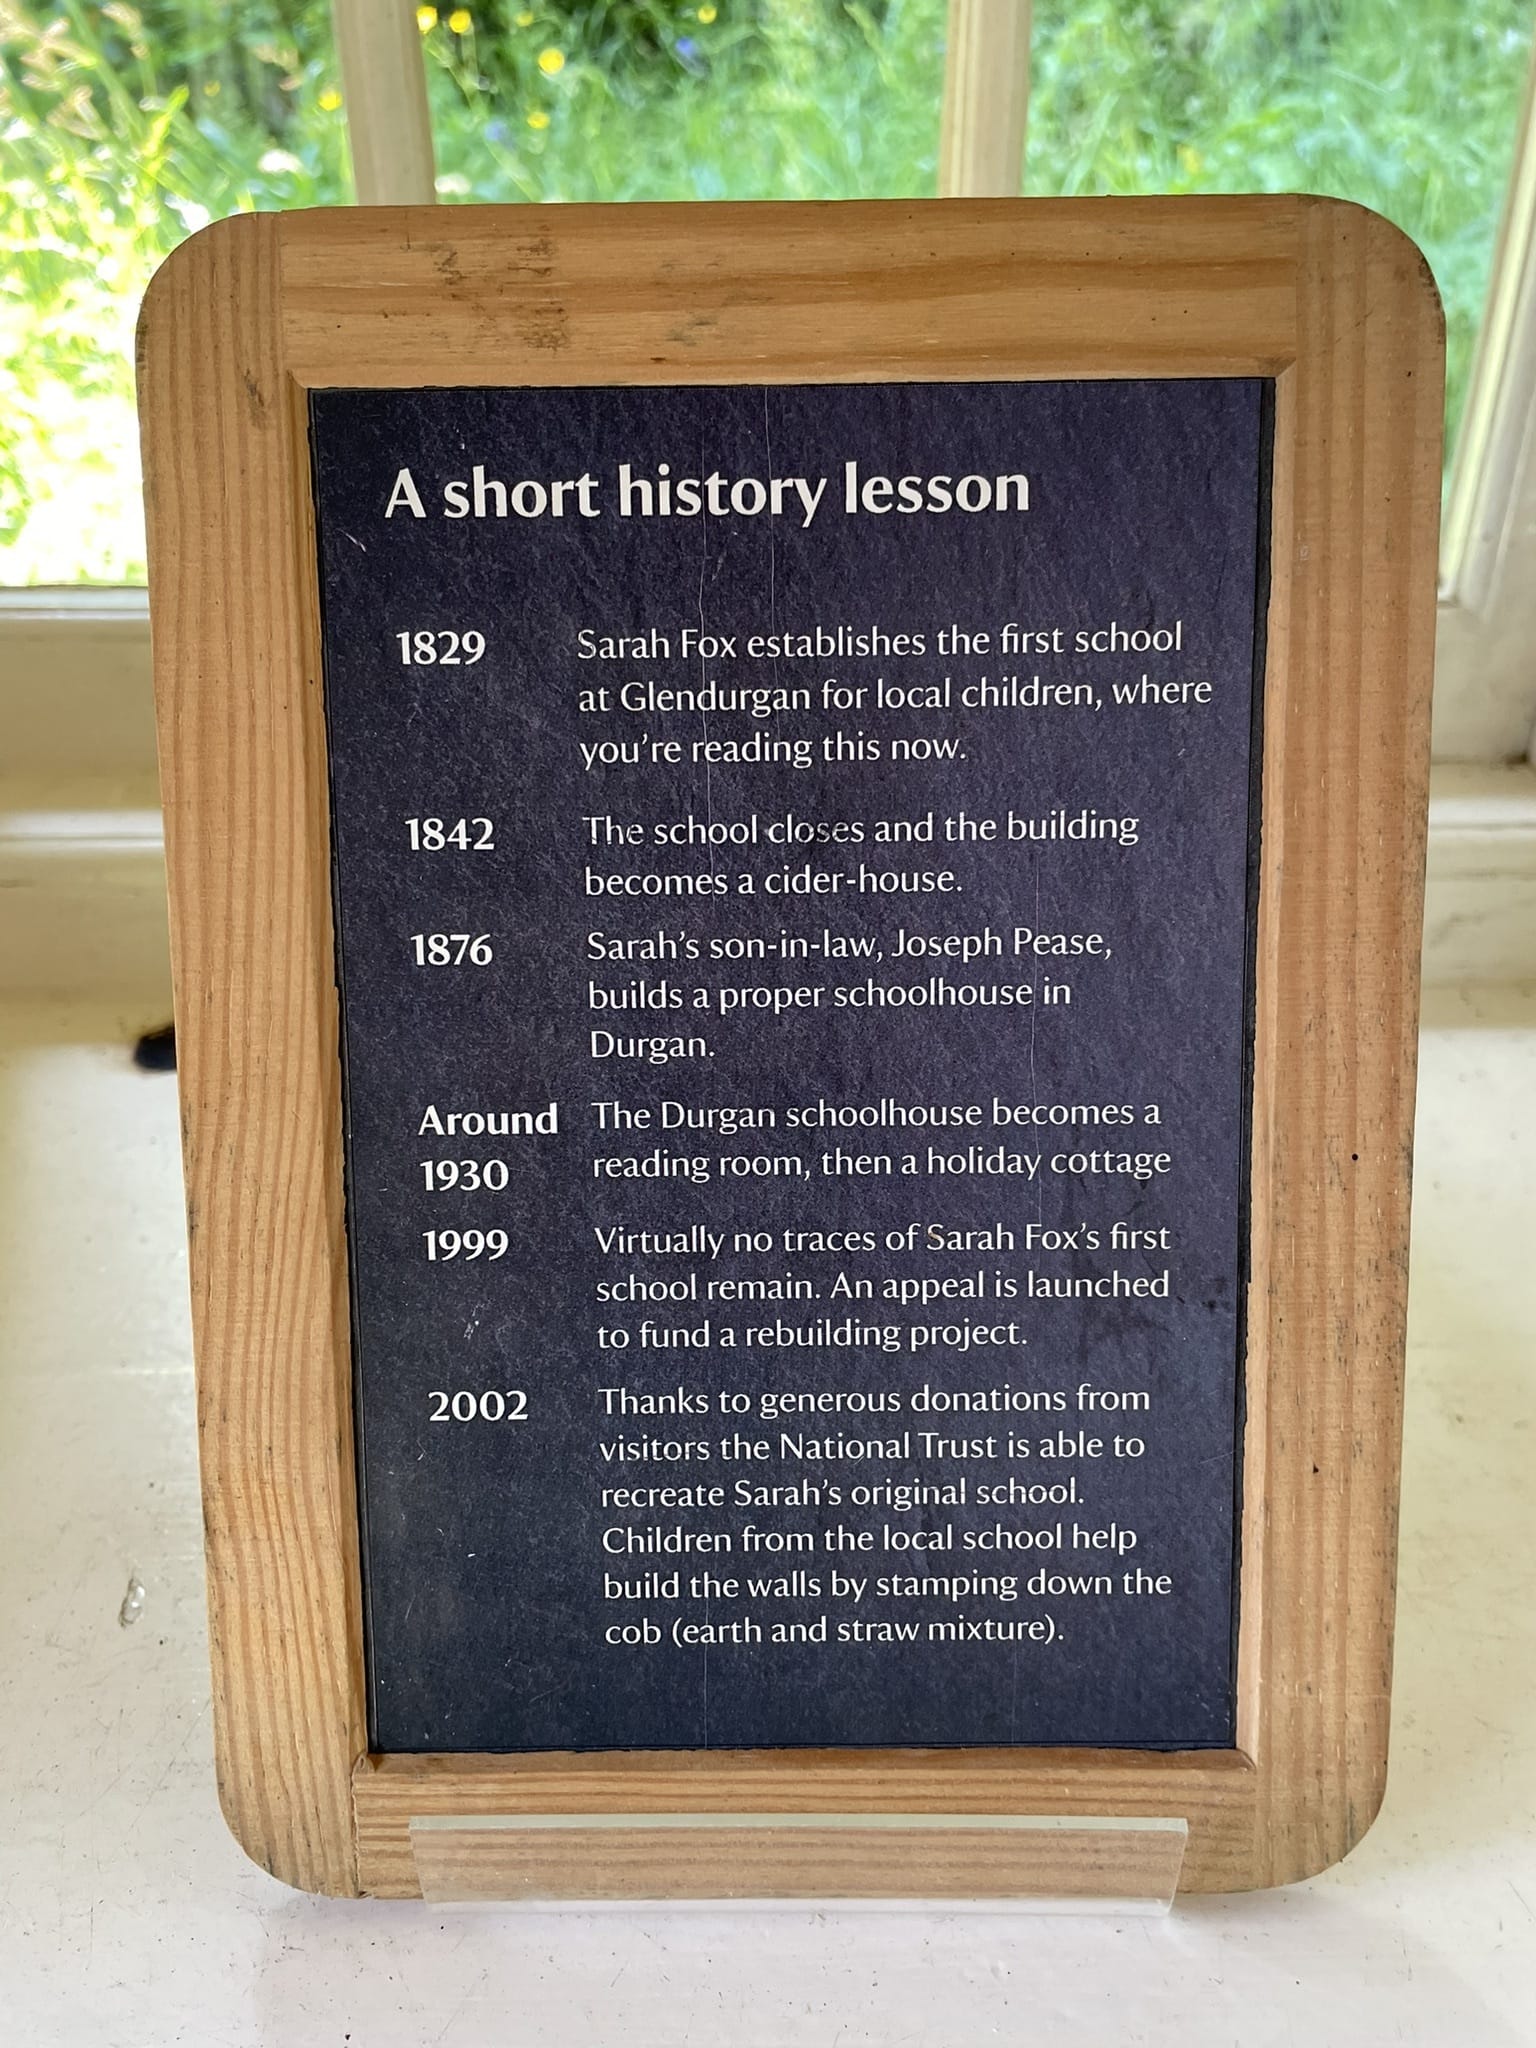 A short history lesson
1829 Sarah Fox establishes the first school
at Glendurgan for local children, where
you're reading this now.
1842 The school closes and the building
becomes a cider-house.
1876 Sarah's son-in-law, Joseph Pease,
builds a proper schoolhouse in
Durgan.
Around The Durgan schoolhouse becomes a
1930 reading room, then a holiday cottage
1999 Virtually no traces of Sarah Fox's first
school remain. An appeal is launched
to fund a rebuilding project.
2002 Thanks to generous donations from
visitors the National Trust is able to
recreate Sarah's original school.
Children from the local school help
build the walls by stamping down the
cob (earth and straw mixture).